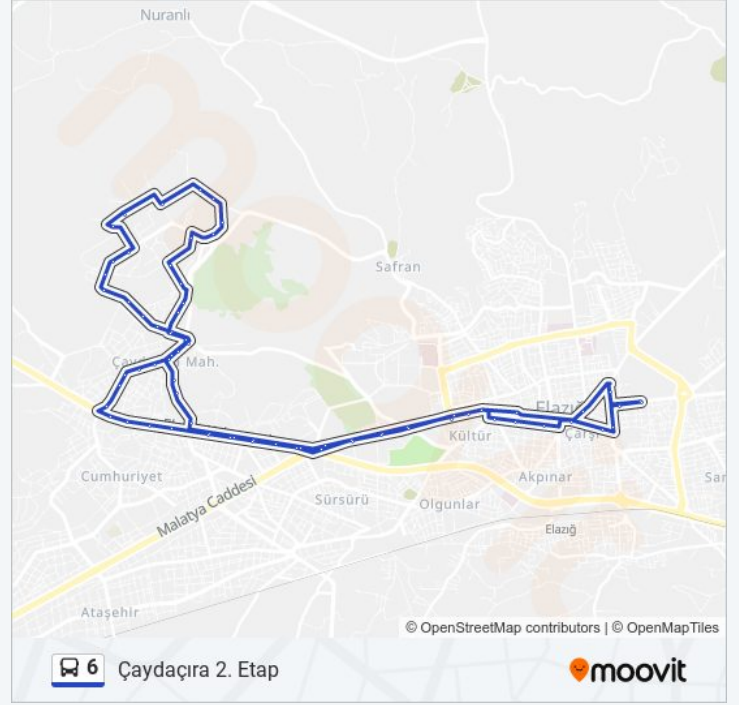 Nuranlı
Safran
Mah.
Elazığ
Çarşı
Kültür
Cumhuriyet
Malatya Caddesi
Sürsürü
Olgunlar
Akpınar
Elazığ
Ataşehir
© OpenStreetMap contributors | © OpenMapTiles
6 Çaydaçıra 2. Etap
moovit